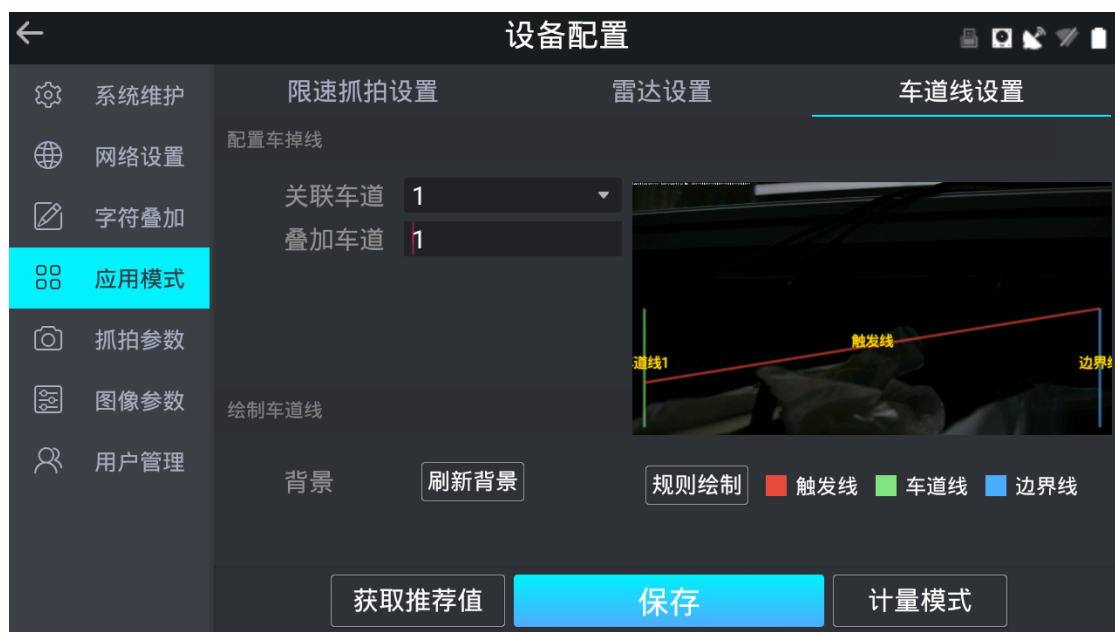 设备配置
系统维护
网络设置
字符叠加
应用模式
抓拍参数
图像参数
用户管理
限速抓拍设置 雷达设置 车道线设置
配置车掉线
关联车道 1
叠加车道 1
触发线
道线1
边界
绘制车道线
背景 刷新背景 规则绘制 触发线 车道线 边界线
获取推荐值 保存 计量模式